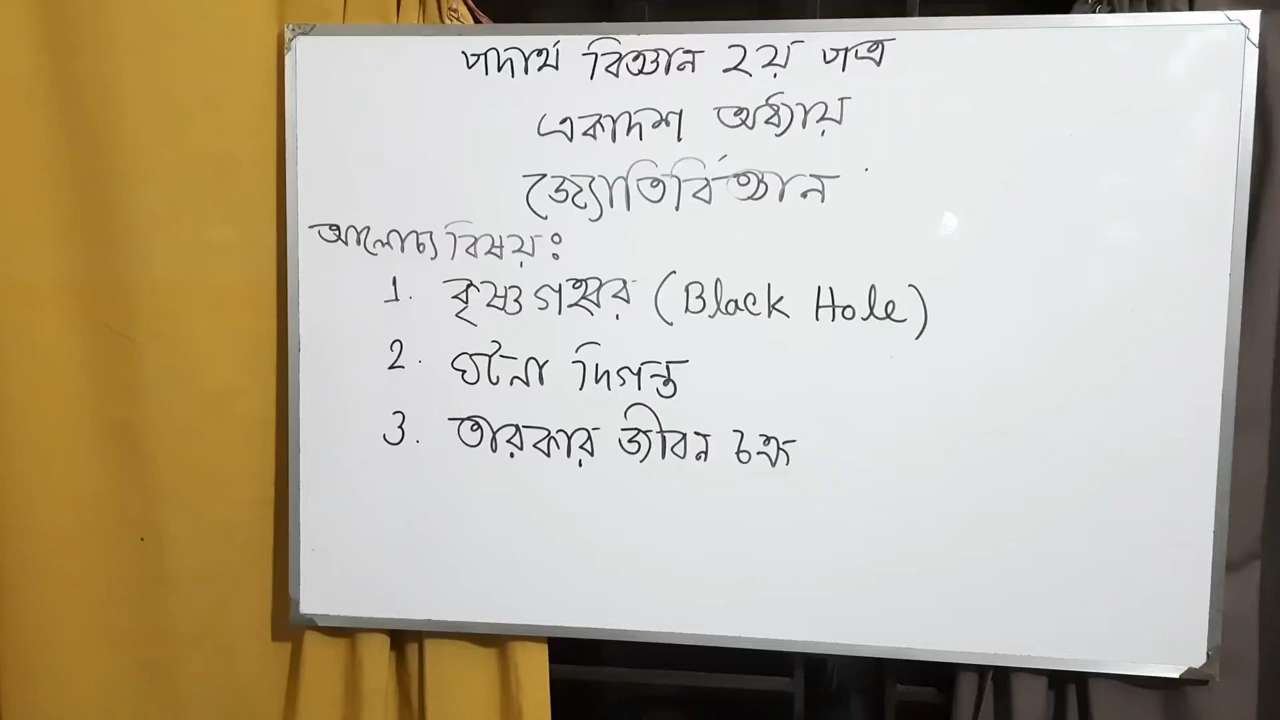 পদার্থ বিজ্ঞান ২য় পত্র
একাদশ অধ্যায়
জ্যোতির্বিজ্ঞান
আলোচ্য বিষয়ঃ
1. কৃষ্ণগহ্বর (Black Hole)
2. ঘটনা দিগন্ত
3. তারকার জীবন চক্র